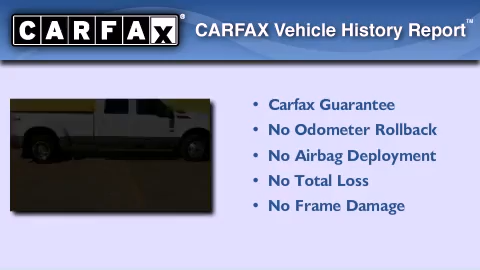 CARFAX® CARFAX Vehicle History Report™
• Carfax Guarantee
• No Odometer Rollback
• No Airbag Deployment
• No Total Loss
• No Frame Damage